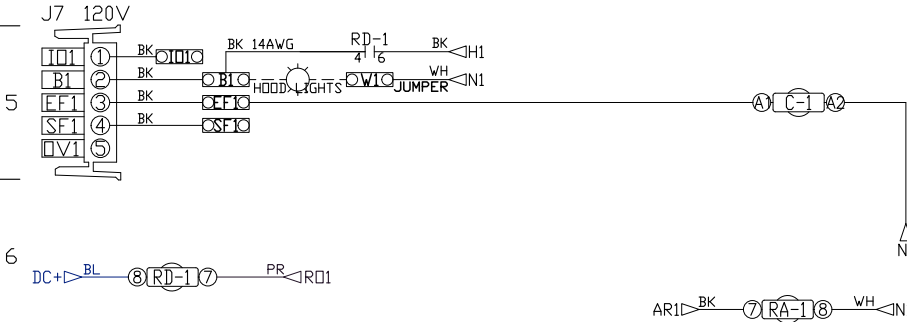 J7 120V
BK 14AWG RD-1 4 6 BK H1
IO1 1 BK IO1
B1 2 BK B1 HOOD LIGHTS W1 WH JUMPER N1
5 EF1 3 BK EF1 A1 C-1 A2
SF1 4 BK SF1
OV1 5
N
6
DC+ BL 8 RD-1 7 PR RO1
AR1 BK 7 RA-1 8 WH N